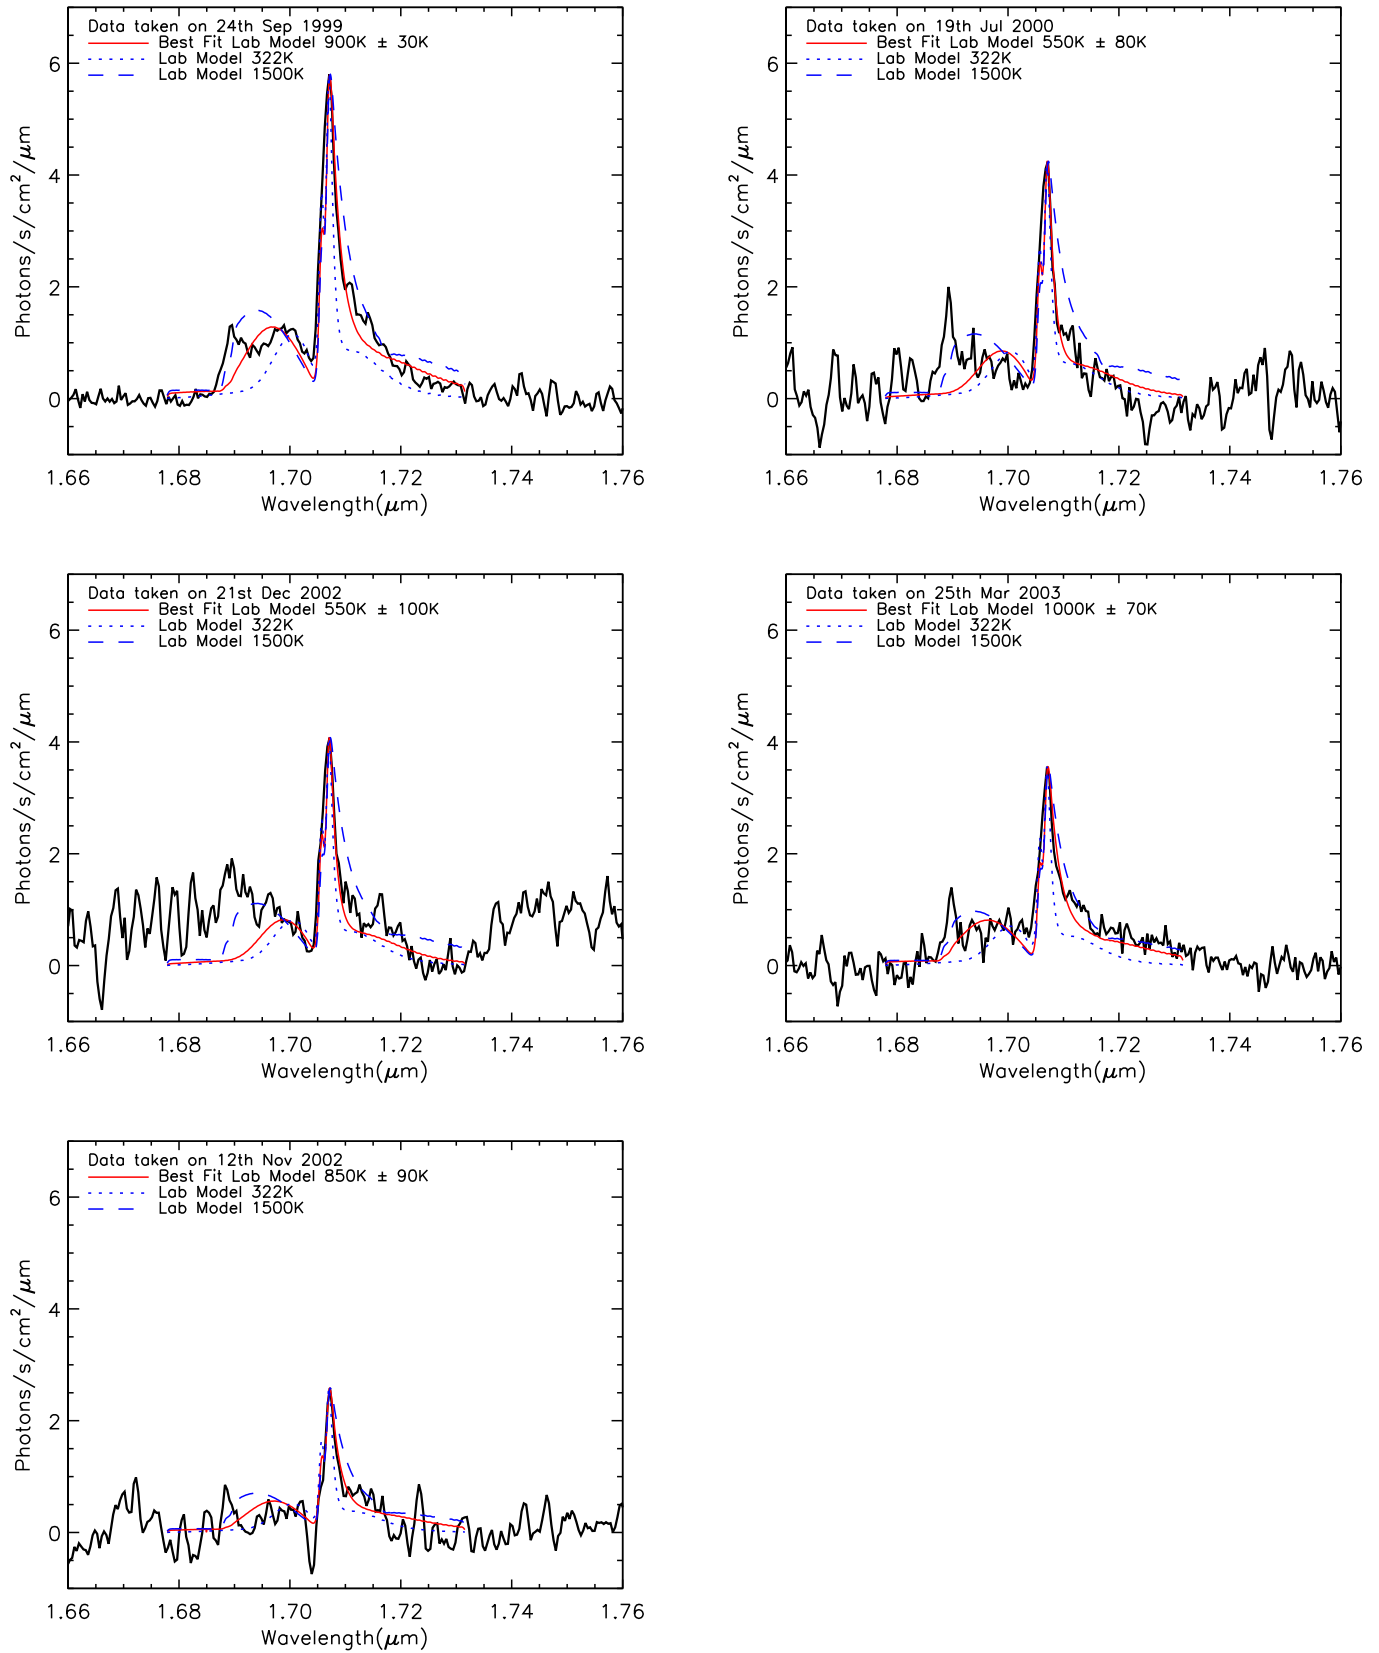 Data taken on 24th Sep 1999
Best Fit Lab Model 900K ± 30K
Lab Model 322K
Lab Model 1500K
6
4
2
0
Photons/s/cm²/μm
1.66 1.68 1.70 1.72 1.74 1.76
Wavelength(μm)
Data taken on 19th Jul 2000
Best Fit Lab Model 550K ± 80K
Lab Model 322K
Lab Model 1500K
6
4
2
0
Photons/s/cm²/μm
1.66 1.68 1.70 1.72 1.74 1.76
Wavelength(μm)
Data taken on 21st Dec 2002
Best Fit Lab Model 550K ± 100K
Lab Model 322K
Lab Model 1500K
6
4
2
0
Photons/s/cm²/μm
1.66 1.68 1.70 1.72 1.74 1.76
Wavelength(μm)
Data taken on 25th Mar 2003
Best Fit Lab Model 1000K ± 70K
Lab Model 322K
Lab Model 1500K
6
4
2
0
Photons/s/cm²/μm
1.66 1.68 1.70 1.72 1.74 1.76
Wavelength(μm)
Data taken on 12th Nov 2002
Best Fit Lab Model 850K ± 90K
Lab Model 322K
Lab Model 1500K
6
4
2
0
Photons/s/cm²/μm
1.66 1.68 1.70 1.72 1.74 1.76
Wavelength(μm)